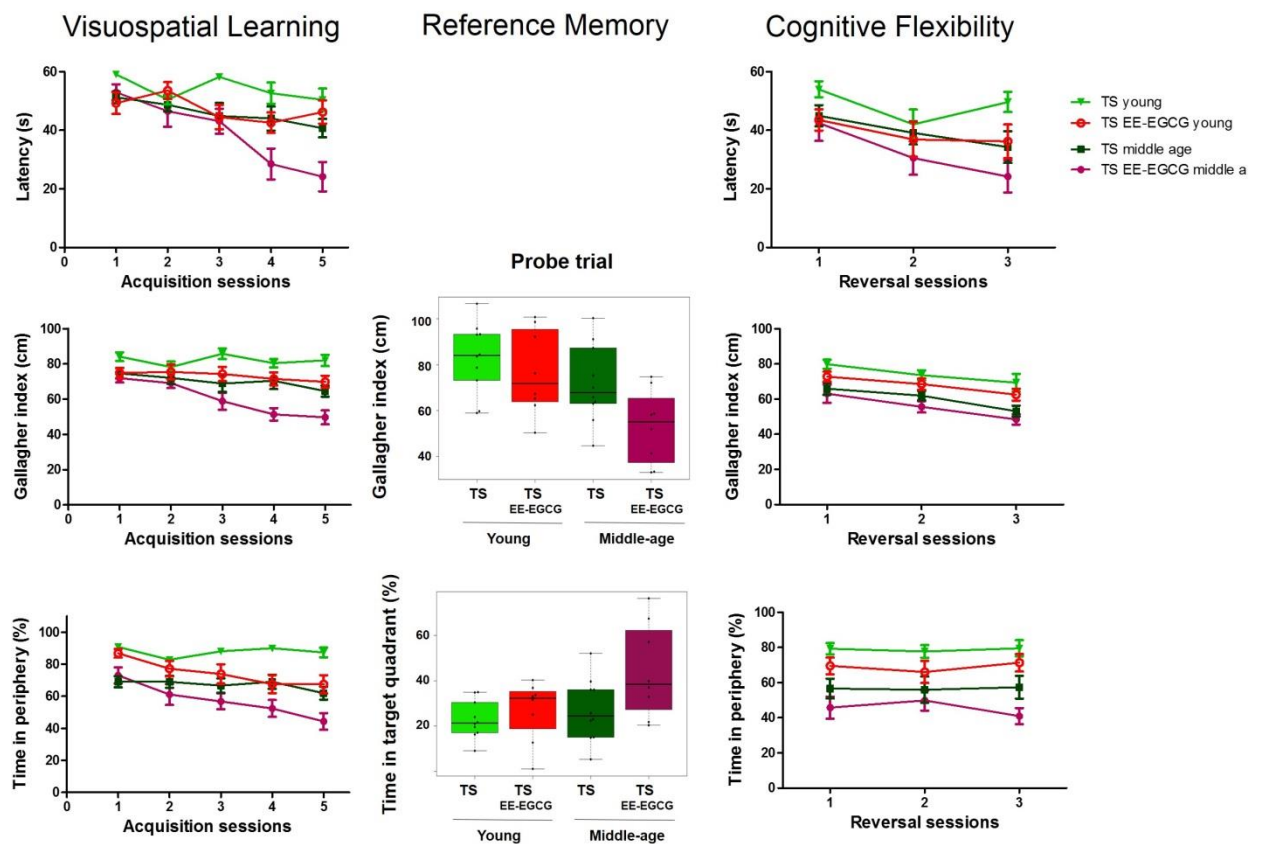 Visuospatial Learning
Reference Memory
Cognitive Flexibility
Latency (s)
60
40
20
0
0
1
2
3
4
5
Acquisition sessions
Latency (s)
60
40
20
0
1
2
3
Reversal sessions
TS young
TS EE-EGCG young
TS middle age
TS EE-EGCG middle a
Gallagher index (cm)
100
80
60
40
20
0
0
1
2
3
4
5
Acquisition sessions
Probe trial
Gallagher index (cm)
100
80
60
40
TS
TS
TS
TS
EE-EGCG
EE-EGCG
Young
Middle-age
Gallagher index (cm)
100
80
60
40
20
0
1
2
3
Reversal sessions
Time in periphery (%)
100
80
60
40
20
0
0
1
2
3
4
5
Acquisition sessions
Time in target quadrant (%)
60
40
20
TS
TS
TS
TS
EE-EGCG
EE-EGCG
Young
Middle-age
Time in periphery (%)
100
80
60
40
20
0
1
2
3
Reversal sessions